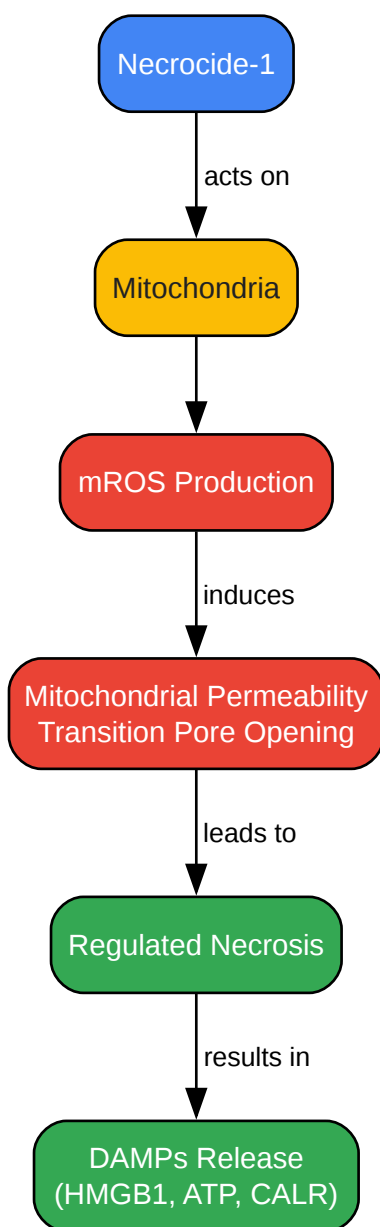 Necrocide-1
acts on
Mitochondria
mROS Production
induces
Mitochondrial Permeability
Transition Pore Opening
leads to
Regulated Necrosis
results in
DAMPs Release
(HMGB1, ATP, CALR)